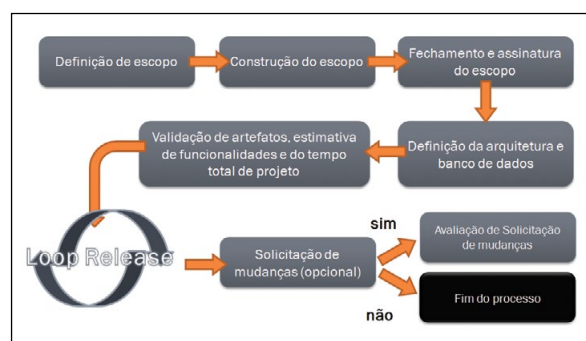 Definição de escopo
Construção do escopo
Fechamento e assinatura
do escopo
Validação de artefatos, estimativa
de funcionalidades e do tempo
total de projeto
Definição da arquitetura e
banco de dados
Loop Release
Solicitação de
mudanças (opcional)
sim
Avaliação de Solicitação
de mudanças
não
Fim do processo